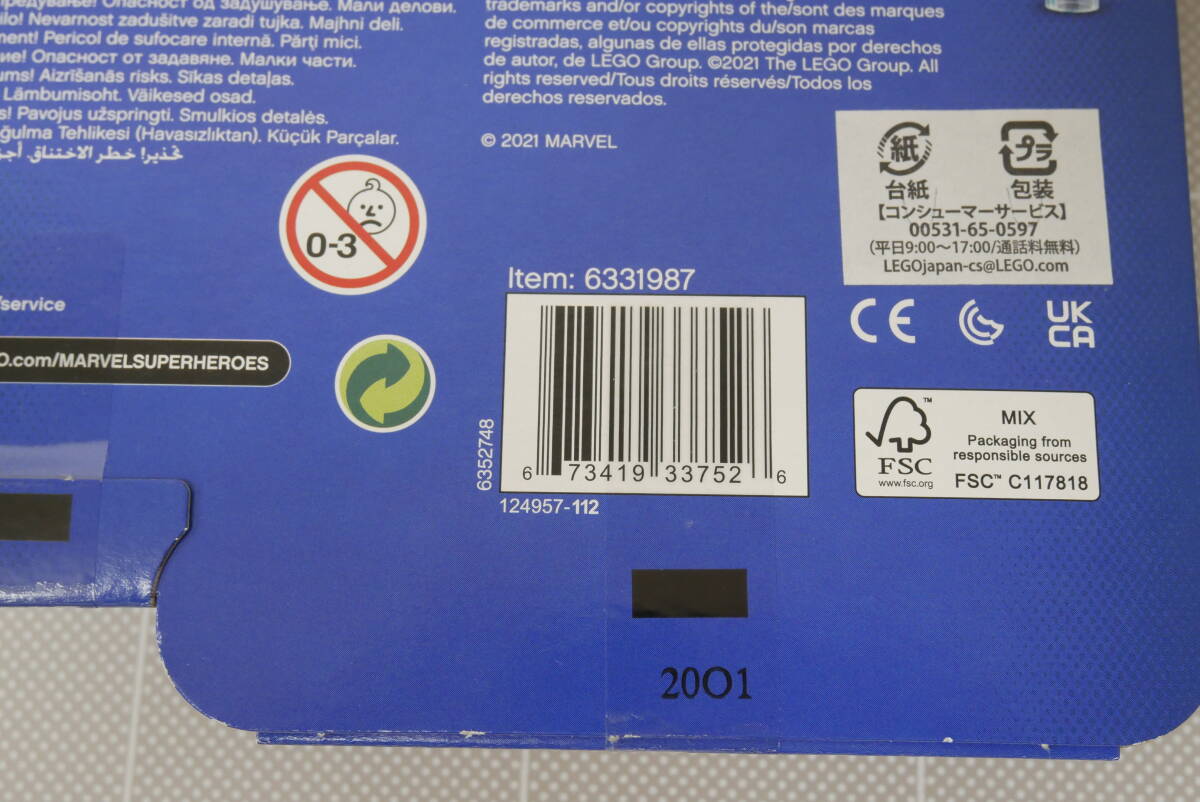 Опасност од задушување. Мали делови.
Nevarnost zadušitve zaradi tujka. Majhni deli.
Pericol de sufocare internă. Părți mici.
Опасност от задавяне. Малки части.
Aizrīšanās risks. Sīkas detaļas.
Lämbumisoht. Väikesed osad.
Pavojus užspringti. Smulkios detalės.
Tehlikesi (Havasızlıktan). Küçük Parçalar.
تحذير! خطر الاختناق.
trademarks and/or copyrights of the/sont des marques
de commerce et/ou copyrights du/son marcas
registradas, algunas de ellas protegidas por derechos
de autor, de LEGO Group. ©2021 The LEGO Group. All
rights reserved/Tous droits réservés/Todos los
derechos reservados.
© 2021 MARVEL
0-3
/service
O.com/MARVELSUPERHEROES
Item: 6331987
6352748
6 73419 33752 6
124957-112
紙
プラ
台紙
包装
【コンシューマーサービス】
00531-65-0597
(平日9:00~17:00/通話料無料)
LEGOjapan-cs@LEGO.com
CE
UK
CA
FSC
www.fsc.org
MIX
Packaging from
responsible sources
FSC™ C117818
20O1